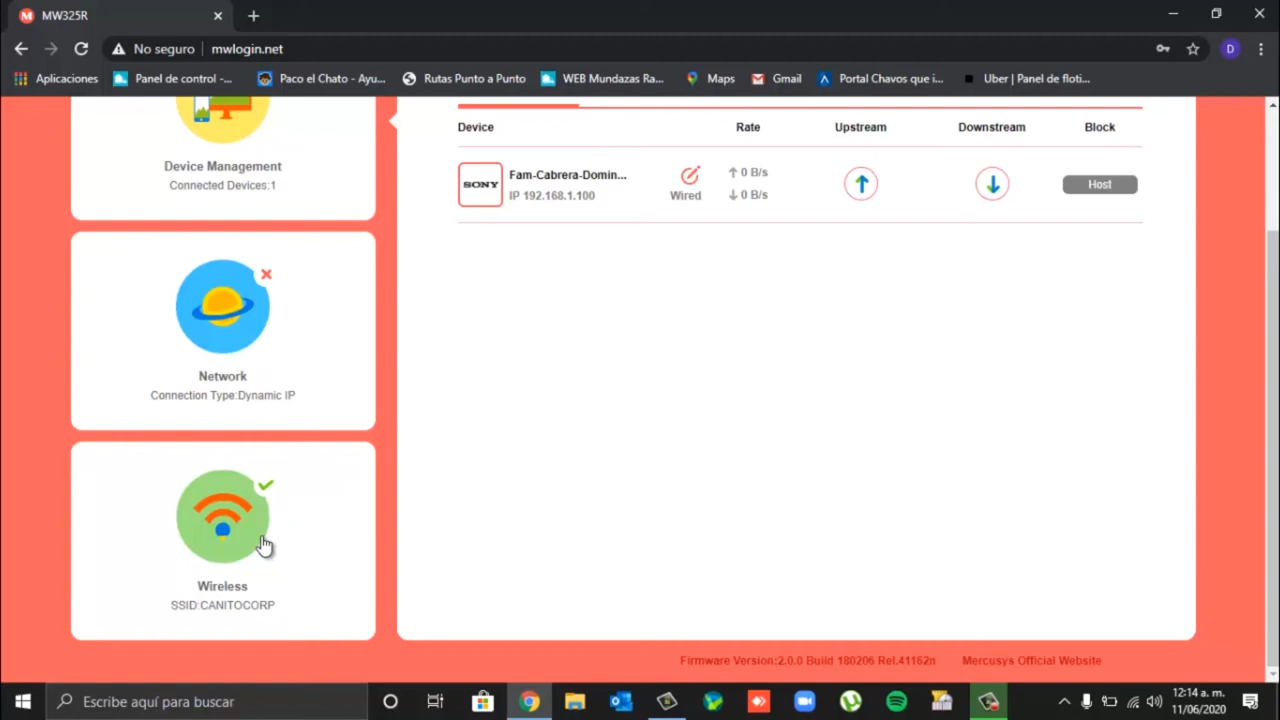 MW325R
No seguro
mwlogin.net
D
Aplicaciones
Panel de control -...
Paco el Chato - Ayu...
Rutas Punto a Punto
WEB Mundazas Ra...
Maps
Gmail
Portal Chavos que i...
Uber | Panel de floti...
Device Management
Connected Devices:1
Network
Connection Type:Dynamic IP
Wireless
SSID:CANITOCORP
Device
Rate
Upstream
Downstream
Block
SONY
Fam-Cabrera-Domin...
IP 192.168.1.100
Wired
0 B/s
0 B/s
Host
Firmware Version:2.0.0 Build 180206 Rel.41162n
Mercusys Official Website
Escribe aquí para buscar
12:14 a. m.
11/06/2020